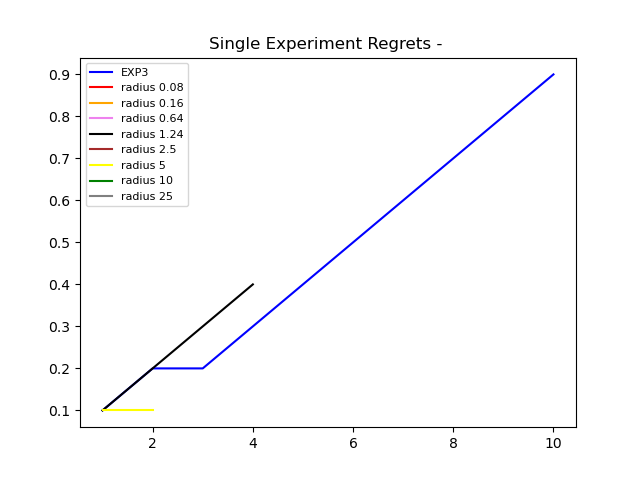 Single Experiment Regrets -
0.9
0.8
0.7
0.6
0.5
0.4
0.3
0.2
0.1
EXP3
radius 0.08
radius 0.16
radius 0.64
radius 1.24
radius 2.5
radius 5
radius 10
radius 25
2 4 6 8 10